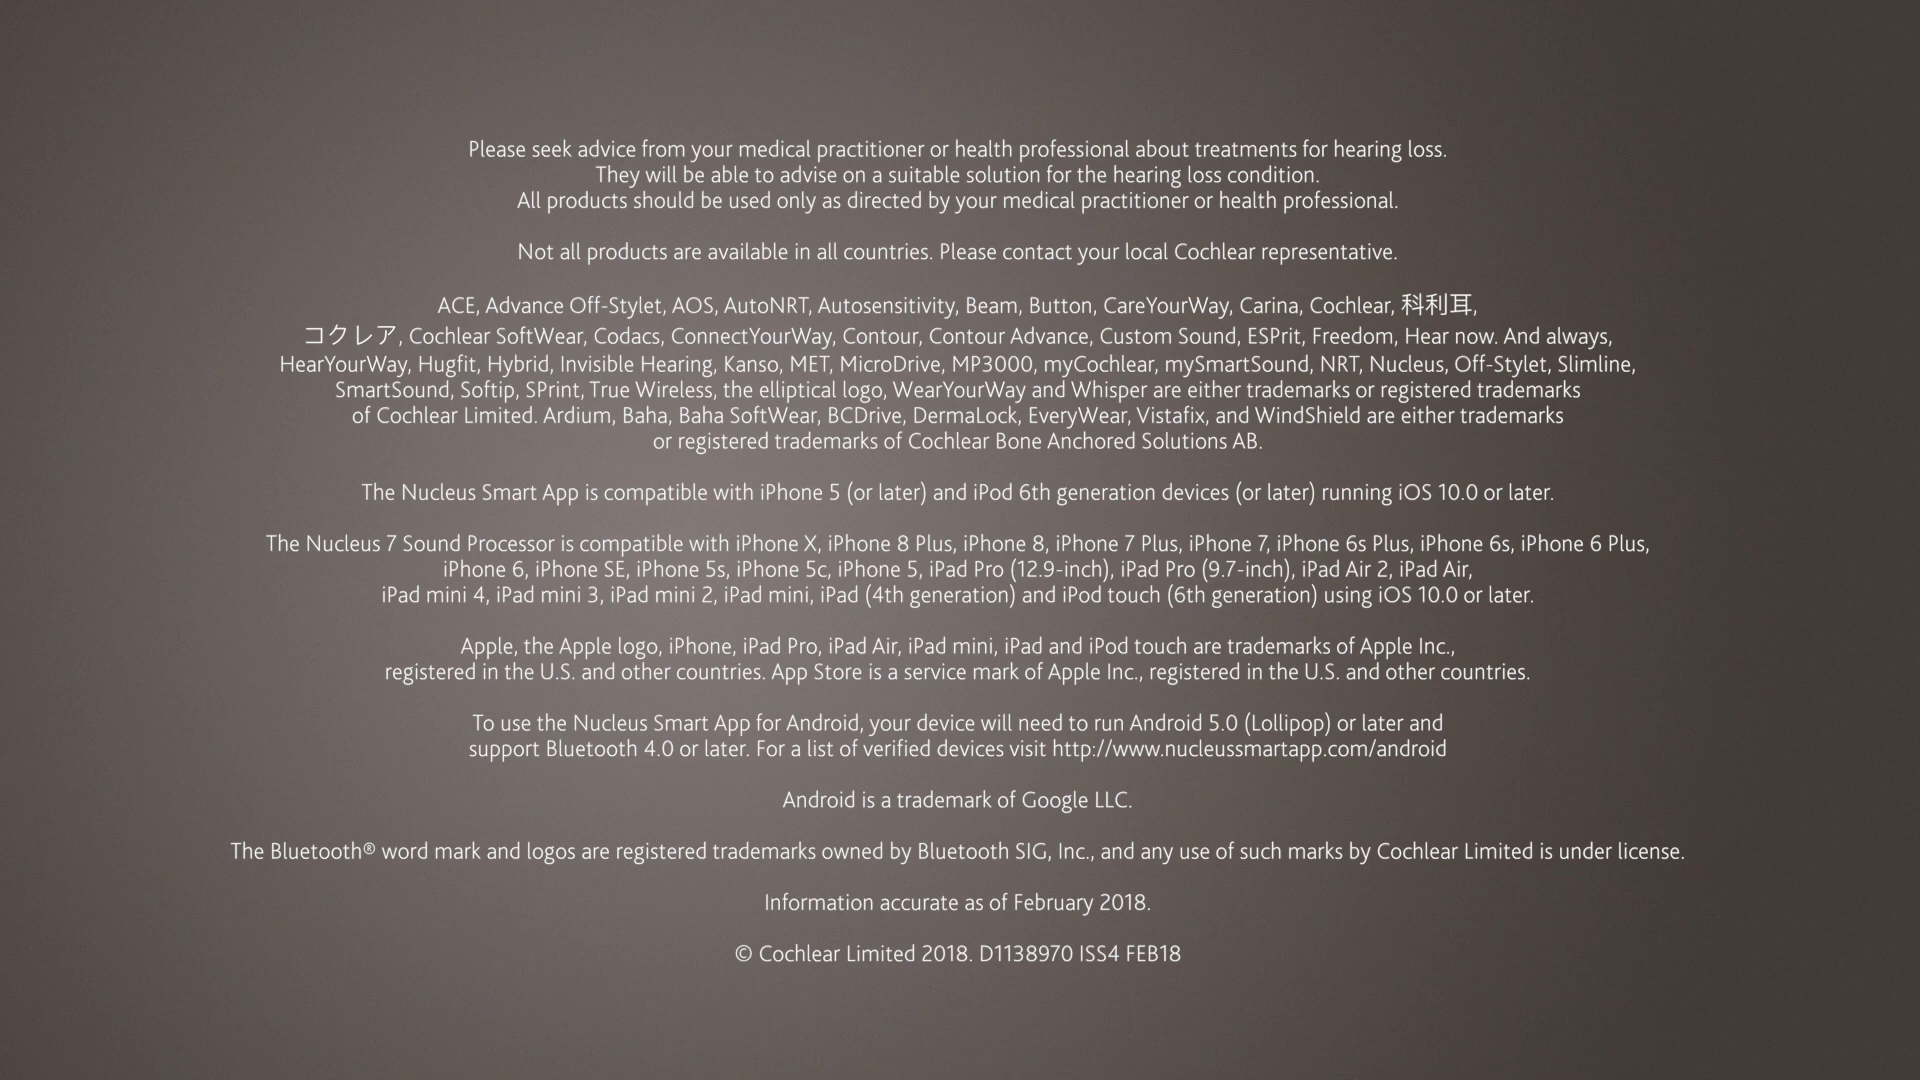 Please seek advice from your medical practitioner or health professional about treatments for hearing loss.
They will be able to advise on a suitable solution for the hearing loss condition.
All products should be used only as directed by your medical practitioner or health professional.
Not all products are available in all countries. Please contact your local Cochlear representative.
ACE, Advance Off-Stylet, AOS, AutoNRT, Autosensitivity, Beam, Button, CareYourWay, Carina, Cochlear, 科利耳,
コクレア, Cochlear SoftWear, Codacs, ConnectYourWay, Contour, Contour Advance, Custom Sound, ESPrit, Freedom, Hear now. And always,
HearYourWay, Hugfit, Hybrid, Invisible Hearing, Kanso, MET, MicroDrive, MP3000, myCochlear, mySmartSound, NRT, Nucleus, Off-Stylet, Slimline,
SmartSound, Softip, SPrint, True Wireless, the elliptical logo, WearYourWay and Whisper are either trademarks or registered trademarks
of Cochlear Limited. Ardium, Baha, Baha SoftWear, BCDrive, DermaLock, EveryWear, Vistafix, and WindShield are either trademarks
or registered trademarks of Cochlear Bone Anchored Solutions AB.
The Nucleus Smart App is compatible with iPhone 5 (or later) and iPod 6th generation devices (or later) running iOS 10.0 or later.
The Nucleus 7 Sound Processor is compatible with iPhone X, iPhone 8 Plus, iPhone 8, iPhone 7 Plus, iPhone 7, iPhone 6s Plus, iPhone 6s, iPhone 6 Plus,
iPhone 6, iPhone SE, iPhone 5s, iPhone 5c, iPhone 5, iPad Pro (12.9-inch), iPad Pro (9.7-inch), iPad Air 2, iPad Air,
iPad mini 4, iPad mini 3, iPad mini 2, iPad mini, iPad (4th generation) and iPod touch (6th generation) using iOS 10.0 or later.
Apple, the Apple logo, iPhone, iPad Pro, iPad Air, iPad mini, iPad and iPod touch are trademarks of Apple Inc.,
registered in the U.S. and other countries. App Store is a service mark of Apple Inc., registered in the U.S. and other countries.
To use the Nucleus Smart App for Android, your device will need to run Android 5.0 (Lollipop) or later and
support Bluetooth 4.0 or later. For a list of verified devices visit http://www.nucleussmartapp.com/android
Android is a trademark of Google LLC.
The Bluetooth® word mark and logos are registered trademarks owned by Bluetooth SIG, Inc., and any use of such marks by Cochlear Limited is under license.
Information accurate as of February 2018.
© Cochlear Limited 2018. D1138970 ISS4 FEB18